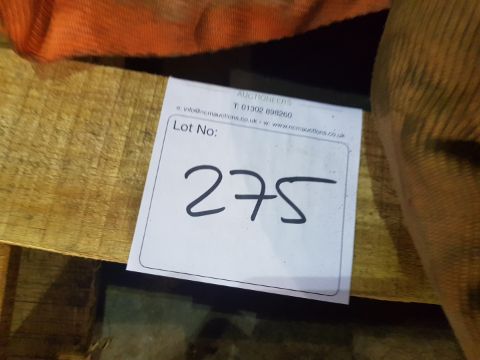 AUCTIONEERS
T: 01302 898260
e: info@ncmauctions.co.uk - w: www.ncmauctions.co.uk
Lot No:
275